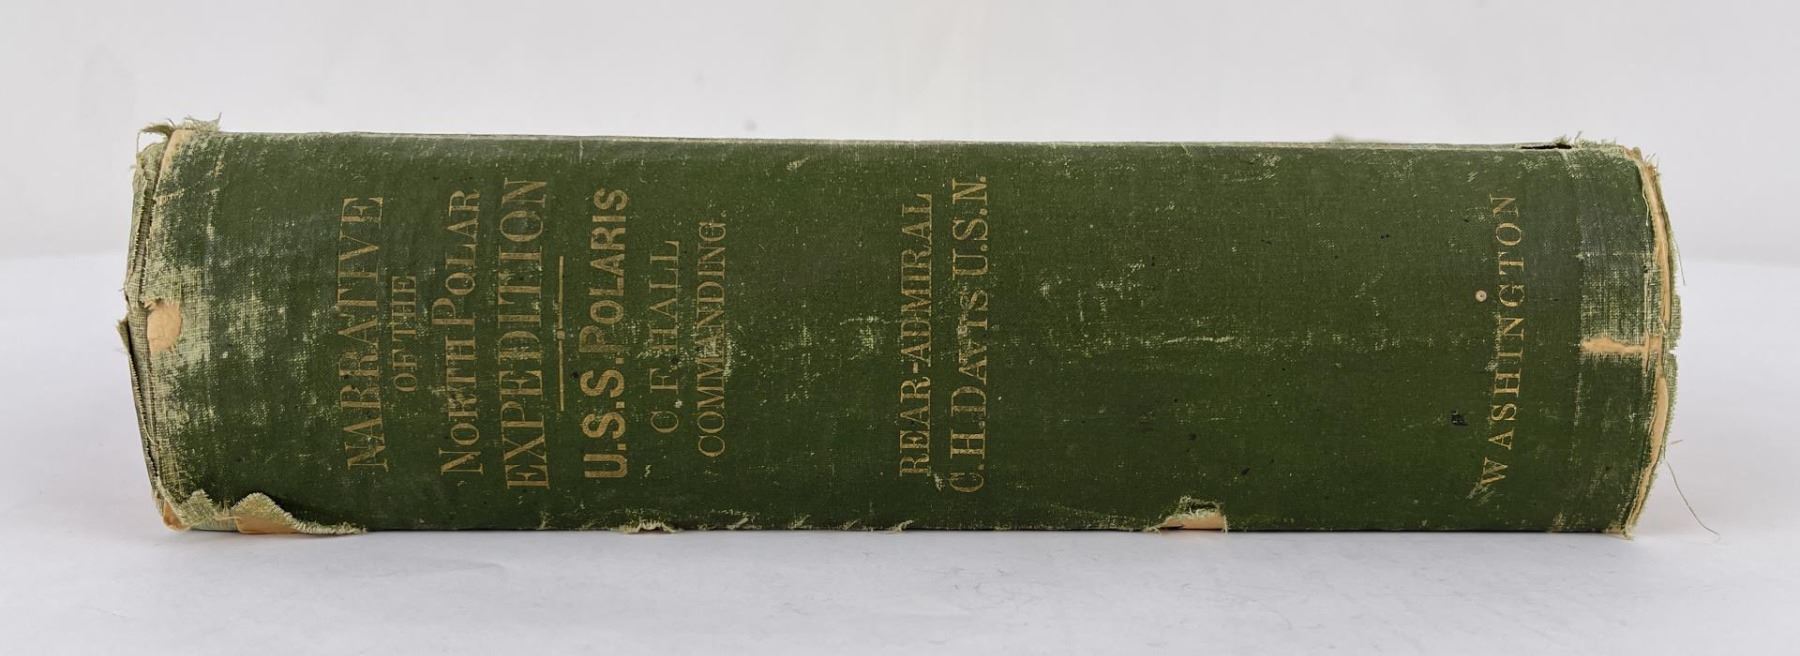 NARRATIVE
OF THE
NORTH POLAR
EXPEDITION
U.S.S. POLARIS
C. F. HALL
COMMANDING.
REAR-ADMIRAL
C. H. DAVIS U.S.N.
WASHINGTON